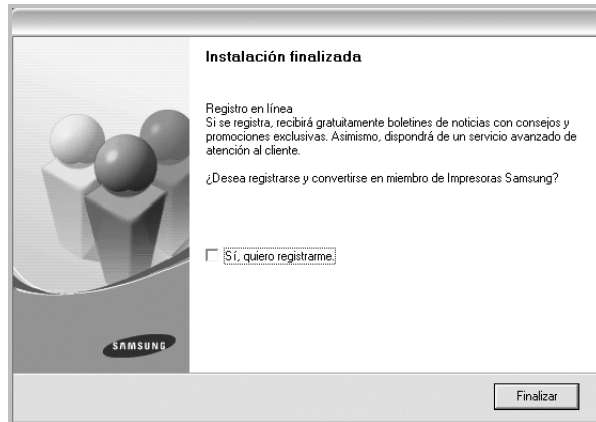 Instalación finalizada
Registro en línea
Si se registra, recibirá gratuitamente boletines de noticias con consejos y
promociones exclusivas. Asimismo, dispondrá de un servicio avanzado de
atención al cliente.
¿Desea registrarse y convertirse en miembro de Impresoras Samsung?
Sí, quiero registrarme.
SAMSUNG
Finalizar